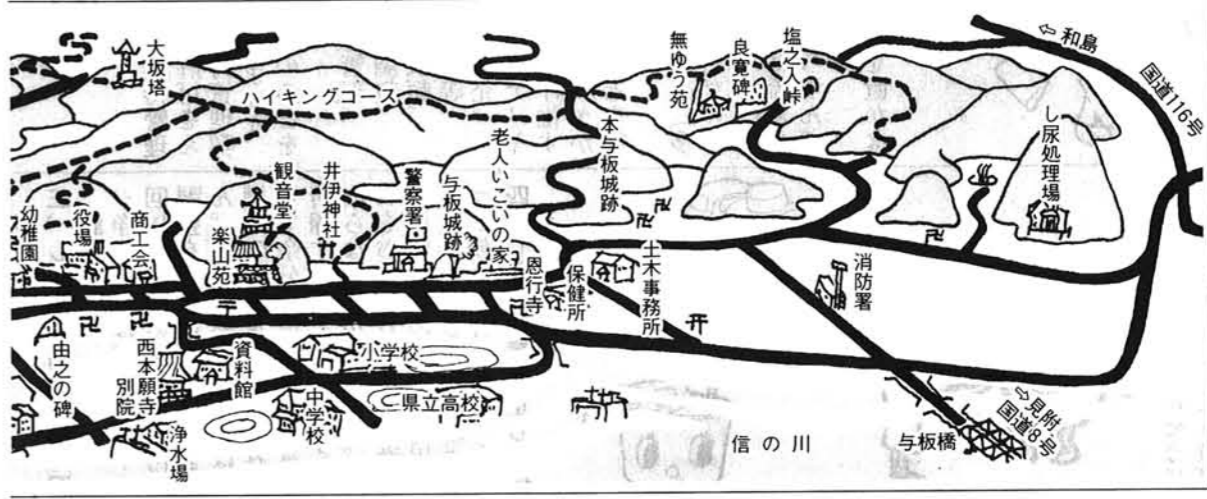 大坂塔
ハイキングコース
無ゆう苑
良寛碑
塩之入峠
⇦和島
国道116号
幼稚園
役場
商工会
楽山苑
観音堂
井伊神社
警察署
与板城跡
老人いこいの家
本与板城跡
し尿処理場
恩行寺
保健所
土木事務所
消防署
由之の碑
西本願寺別院
資料館
小学校
中学校
県立高校
浄水場
信の川
与板橋
⇨見附
国道8号